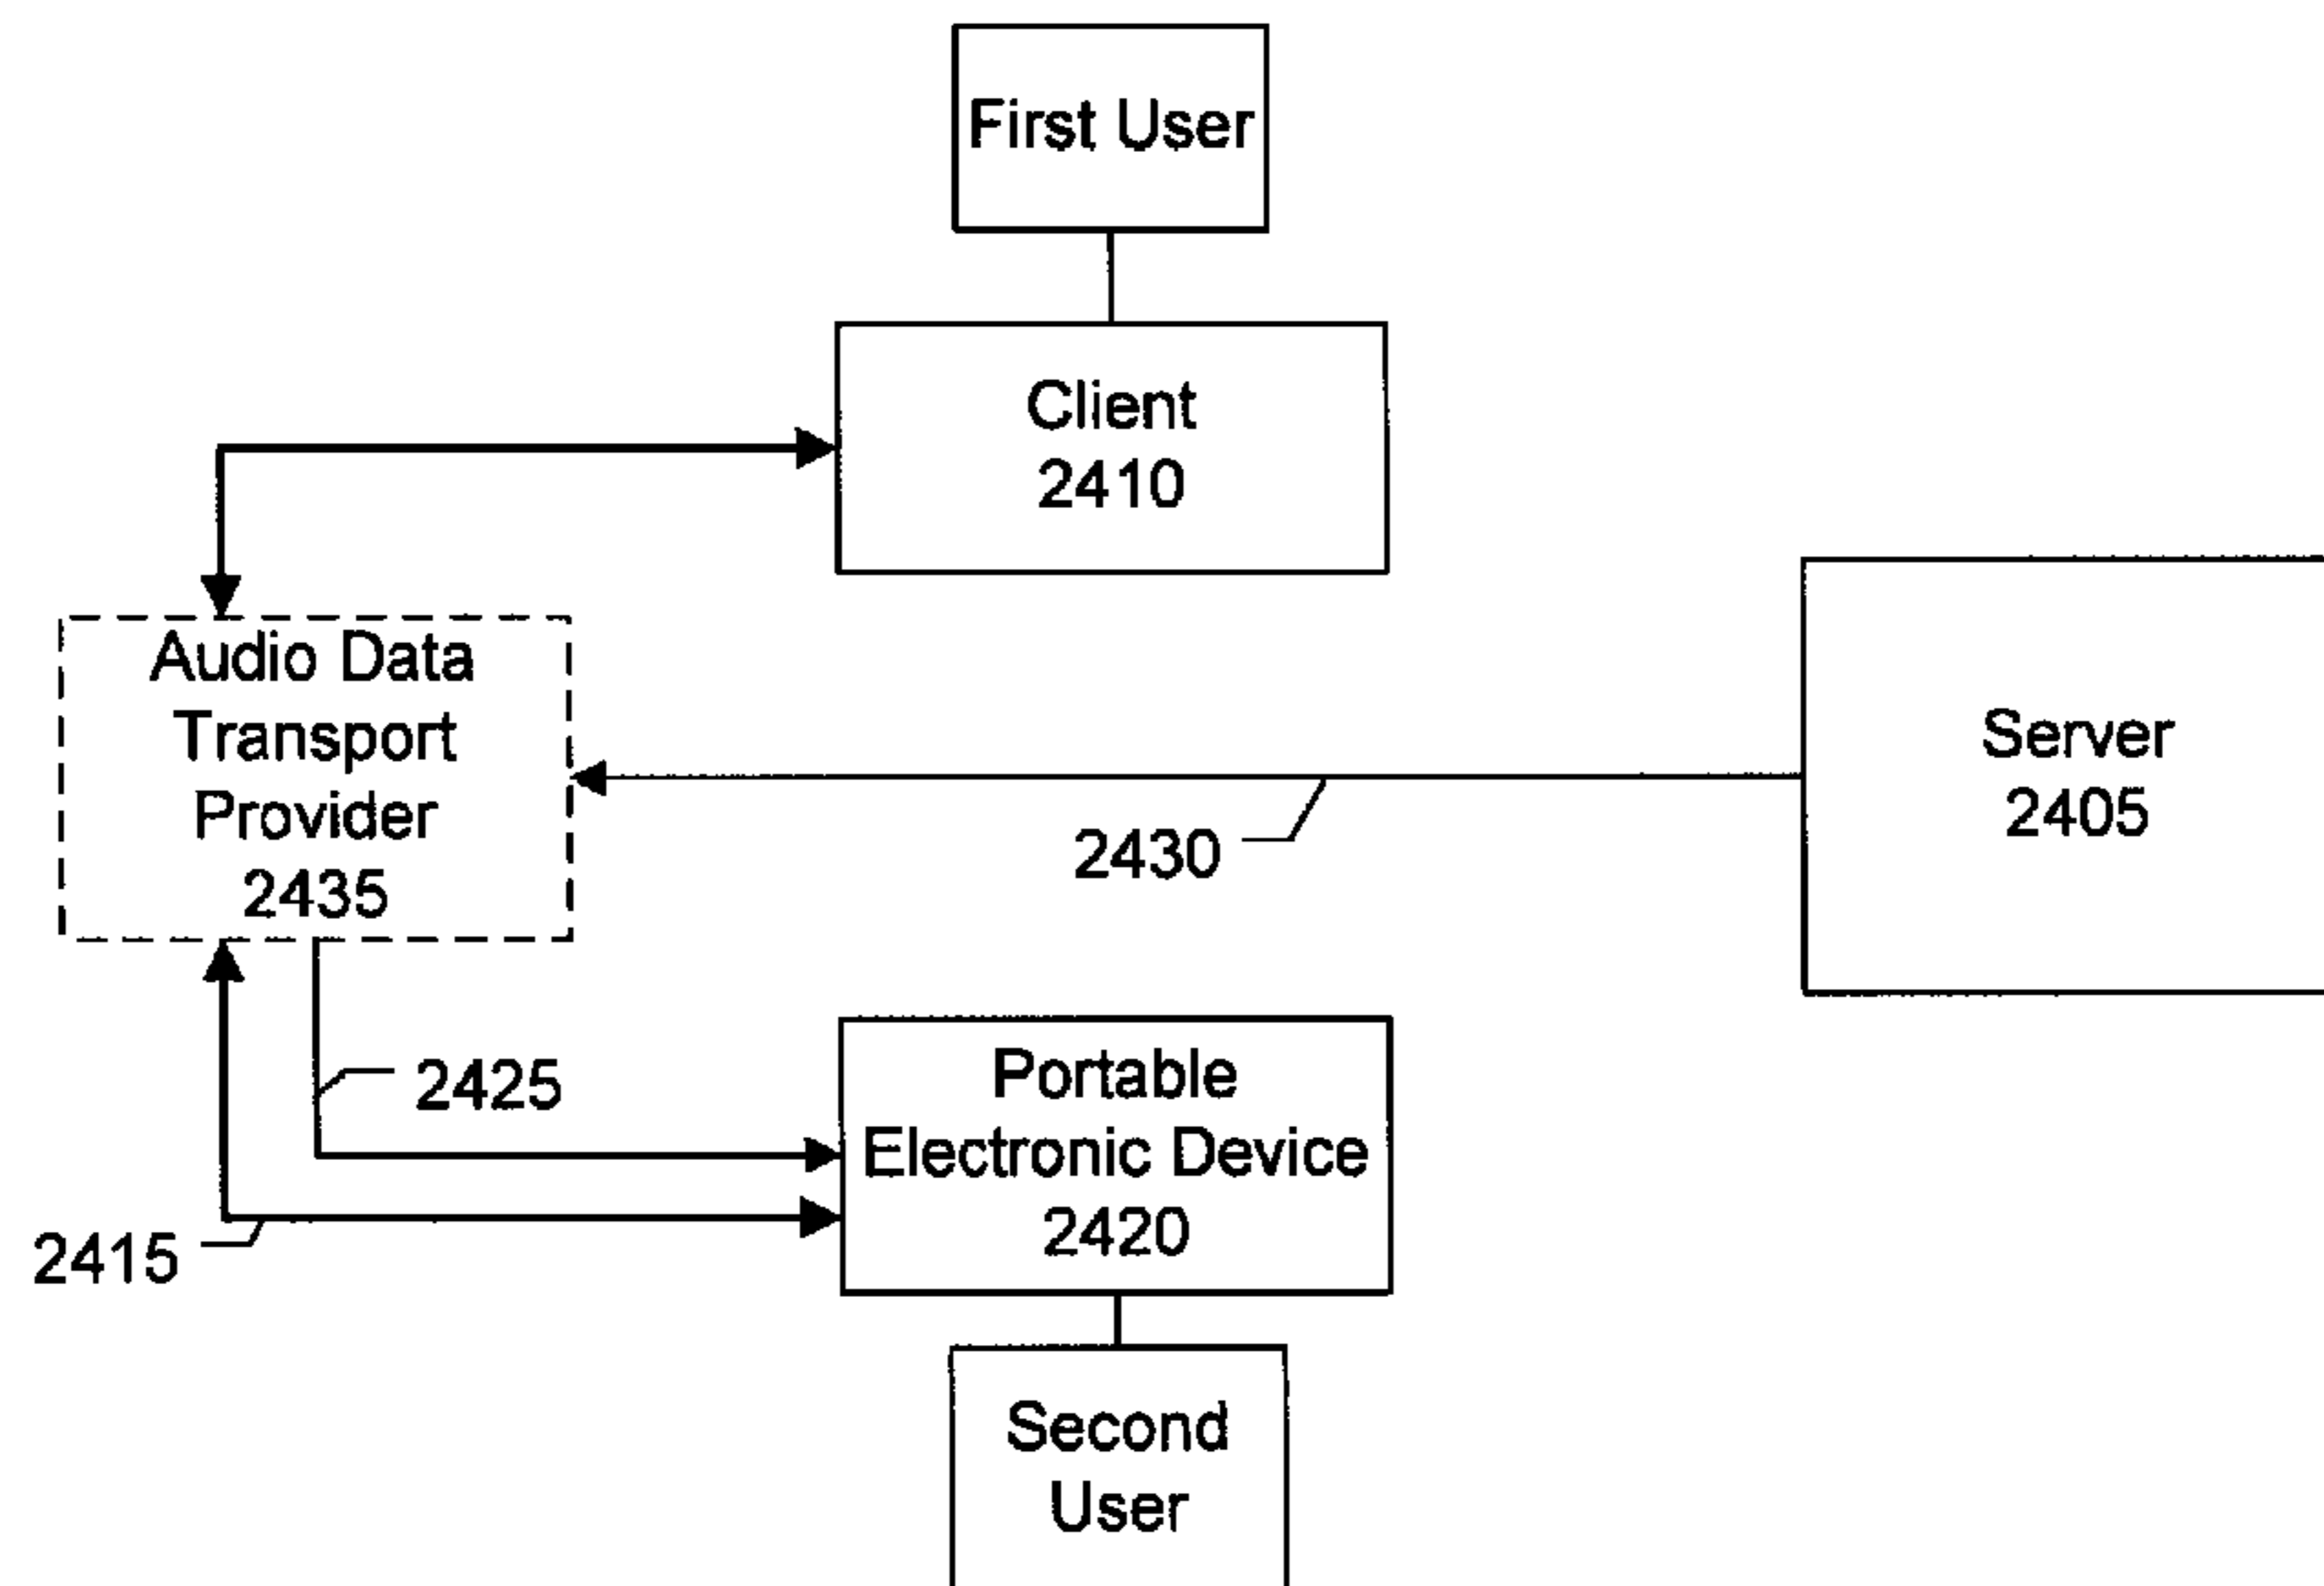 First User
Client
2410
Audio Data
Transport
Provider
2435
Server
2405
2430
2425
Portable
Electronic Device
2420
2415
Second
User